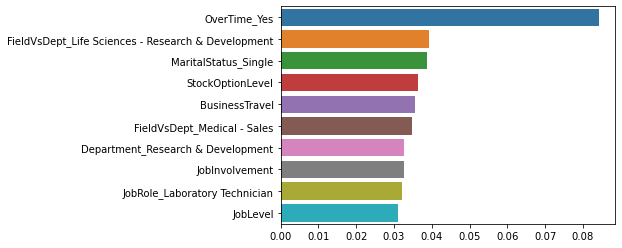 OverTime_Yes
FieldVsDept_Life Sciences - Research & Development
MaritalStatus_Single
StockOptionLevel
BusinessTravel
FieldVsDept_Medical - Sales
Department_Research & Development
JobInvolvement
JobRole_Laboratory Technician
JobLevel
0.00 0.01 0.02 0.03 0.04 0.05 0.06 0.07 0.08